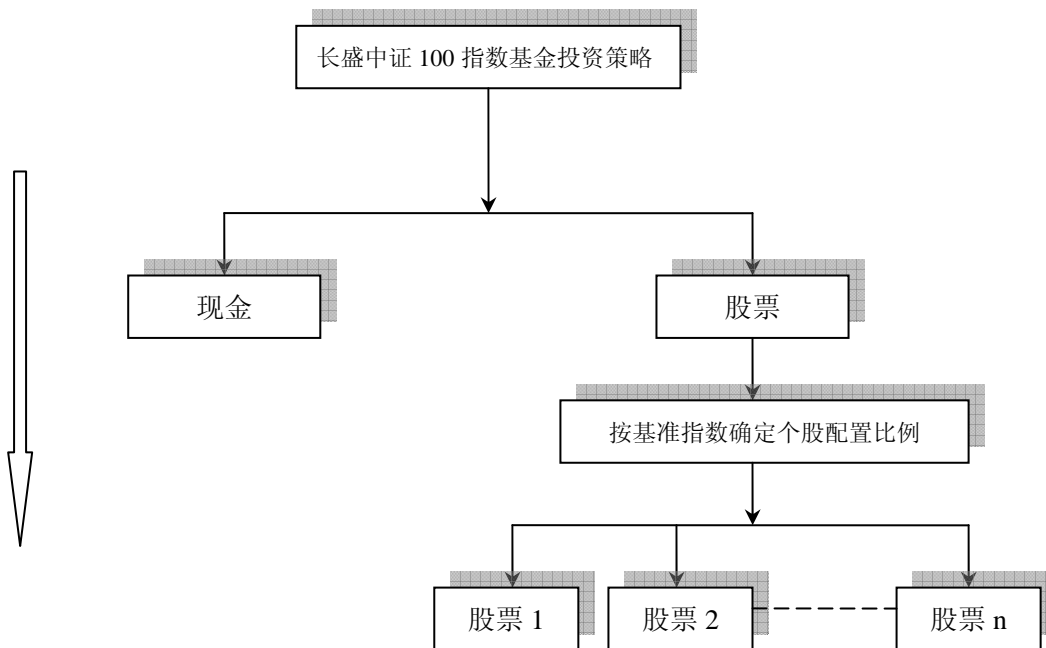 长盛中证 100 指数基金投资策略
现金
股票
按基准指数确定个股配置比例
股票 1
股票 2
股票 n